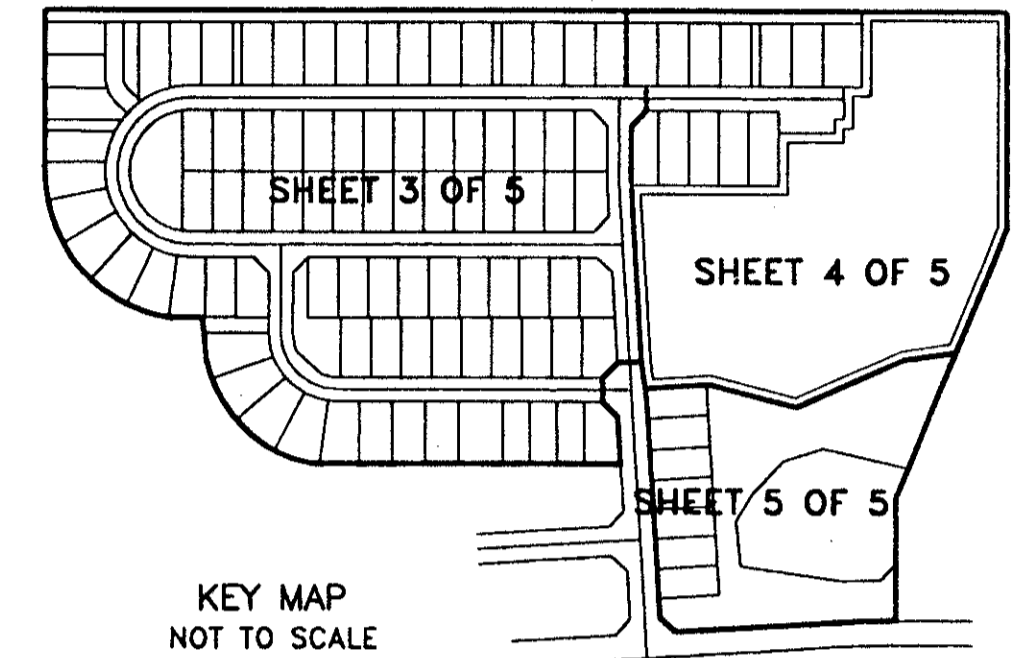 SHEET 3 OF 5
SHEET 4 OF 5
SHEET 5 OF 5
KEY MAP
NOT TO SCALE